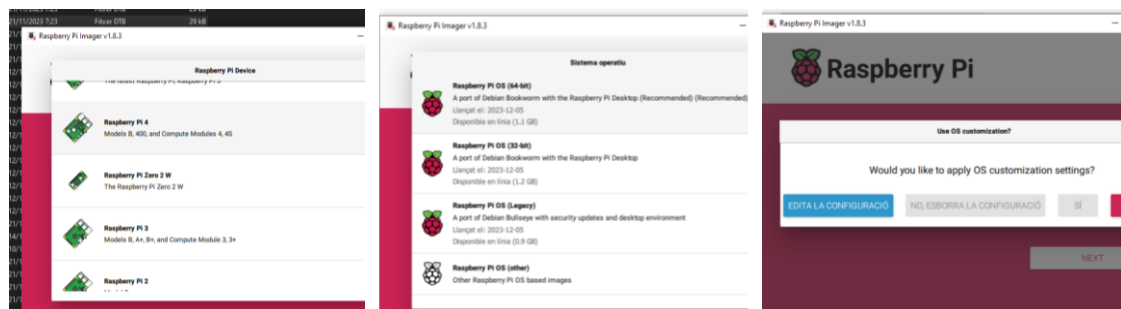 21/11/2023 7:23 Fitxer DTB 29 kB
Raspberry Pi Imager v1.8.3
Raspberry Pi Device
The latest Raspberry Pi, Raspberry Pi 5
Raspberry Pi 4
Models B, 400, and Compute Modules 4, 4S
Raspberry Pi Zero 2 W
The Raspberry Pi Zero 2 W
Raspberry Pi 3
Models B, A+, B+, and Compute Module 3, 3+
Raspberry Pi 2
Raspberry Pi Imager v1.8.3
Sistema operatiu
Raspberry Pi OS (64-bit)
A port of Debian Bookworm with the Raspberry Pi Desktop (Recommended) (Recommended)
Llançat el: 2023-12-05
Disponible en línia (1.1 GB)
Raspberry Pi OS (32-bit)
A port of Debian Bookworm with the Raspberry Pi Desktop
Llançat el: 2023-12-05
Disponible en línia (1.2 GB)
Raspberry Pi OS (Legacy)
A port of Debian Bullseye with security updates and desktop environment
Llançat el: 2023-12-05
Disponible en línia (0.9 GB)
Raspberry Pi OS (other)
Other Raspberry Pi OS based images
Raspberry Pi Imager v1.8.3
Raspberry Pi
Use OS customization?
Would you like to apply OS customization settings?
EDITA LA CONFIGURACIÓ NO, ESBORRA LA CONFIGURACIÓ SÍ
NEXT